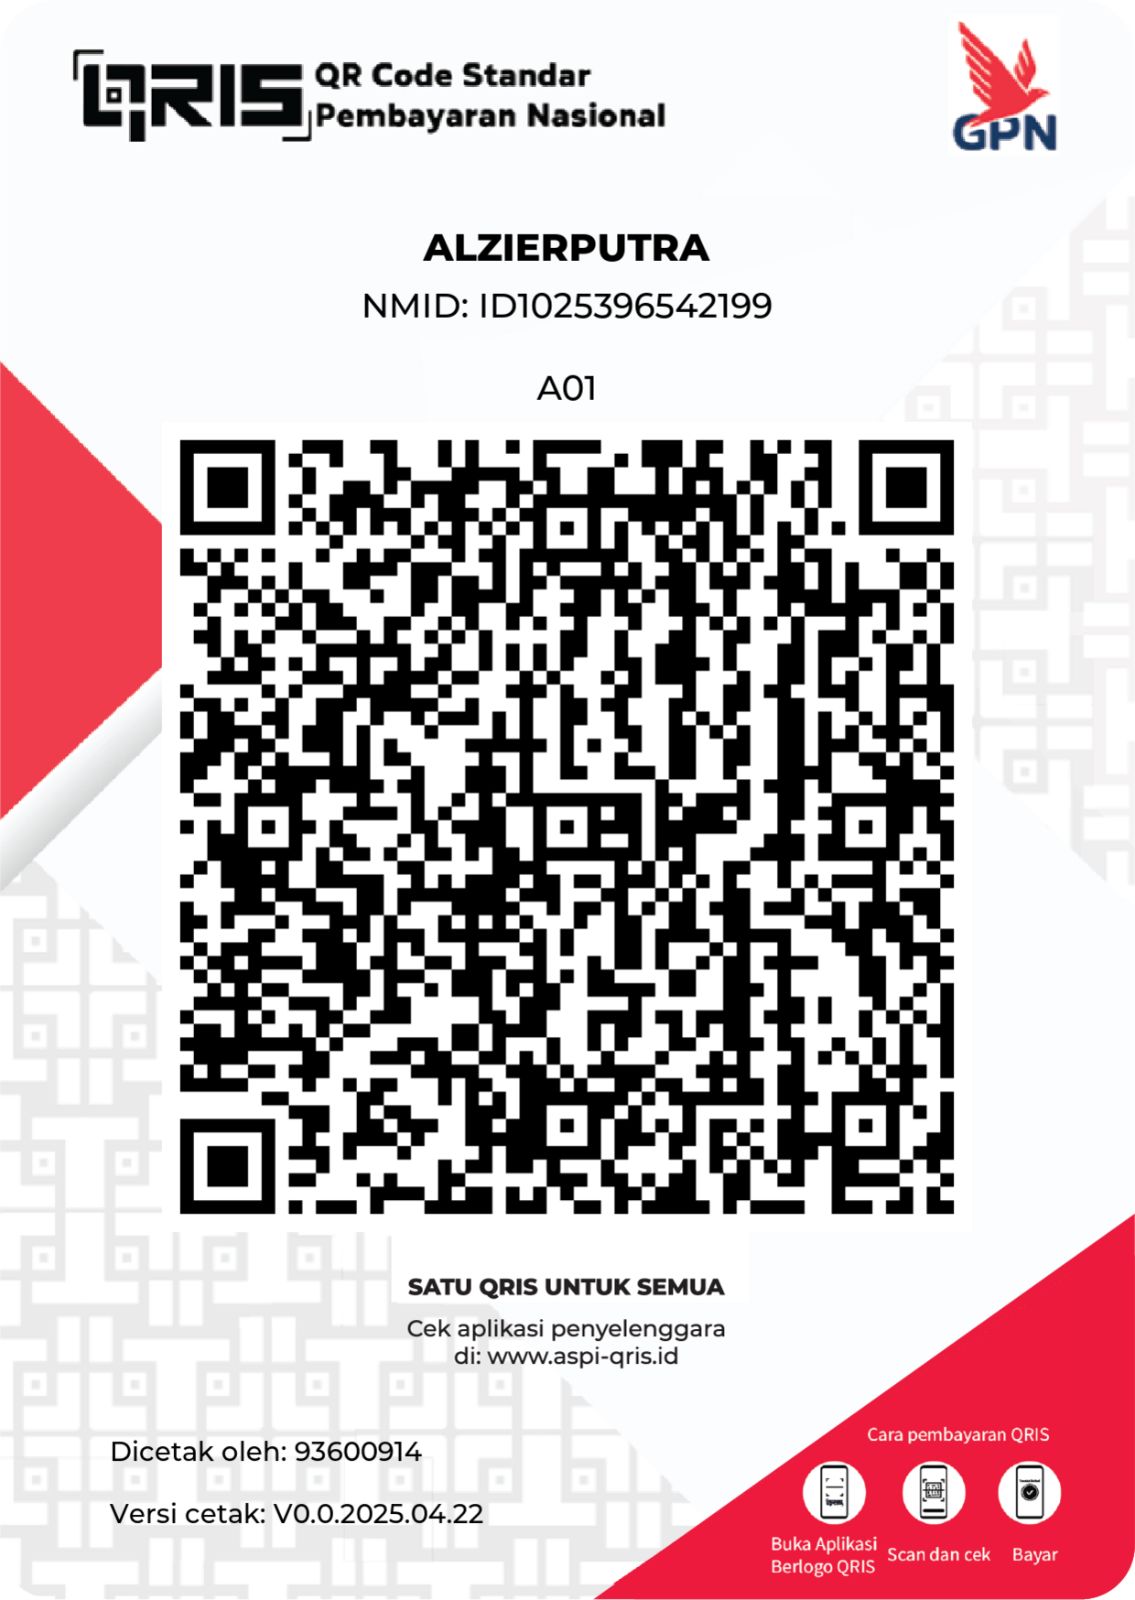 QRIS
QR Code Standar
Pembayaran Nasional
GPN
ALZIERPUTRA
NMID: ID1025396542199
A01
SATU QRIS UNTUK SEMUA
Cek aplikasi penyelenggara
di: www.aspi-qris.id
Dicetak oleh: 93600914
Versi cetak: V0.0.2025.04.22
Cara pembayaran QRIS
Buka Aplikasi
Berlogo QRIS
Scan dan cek
Bayar